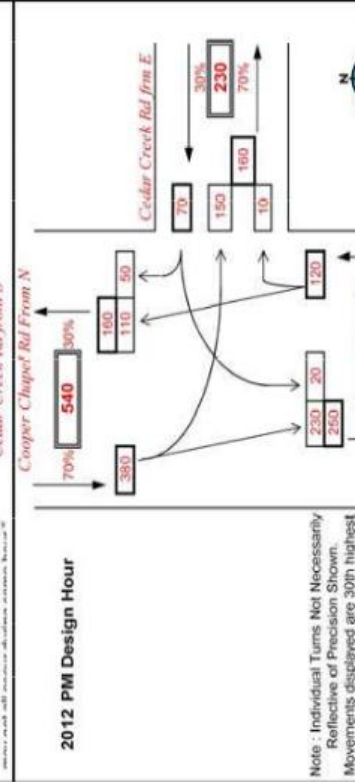 Cooper Chapel Rd From N
Cedar Creek Rd frm E
70%
540
30%
160
50
110
380
70
30%
230
70%
150
160
10
2012 PM Design Hour
230
20
250
120
N
Note : Individual Turns Not Necessarily
Reflective of Precision Shown.
Movements displayed are 30th highest